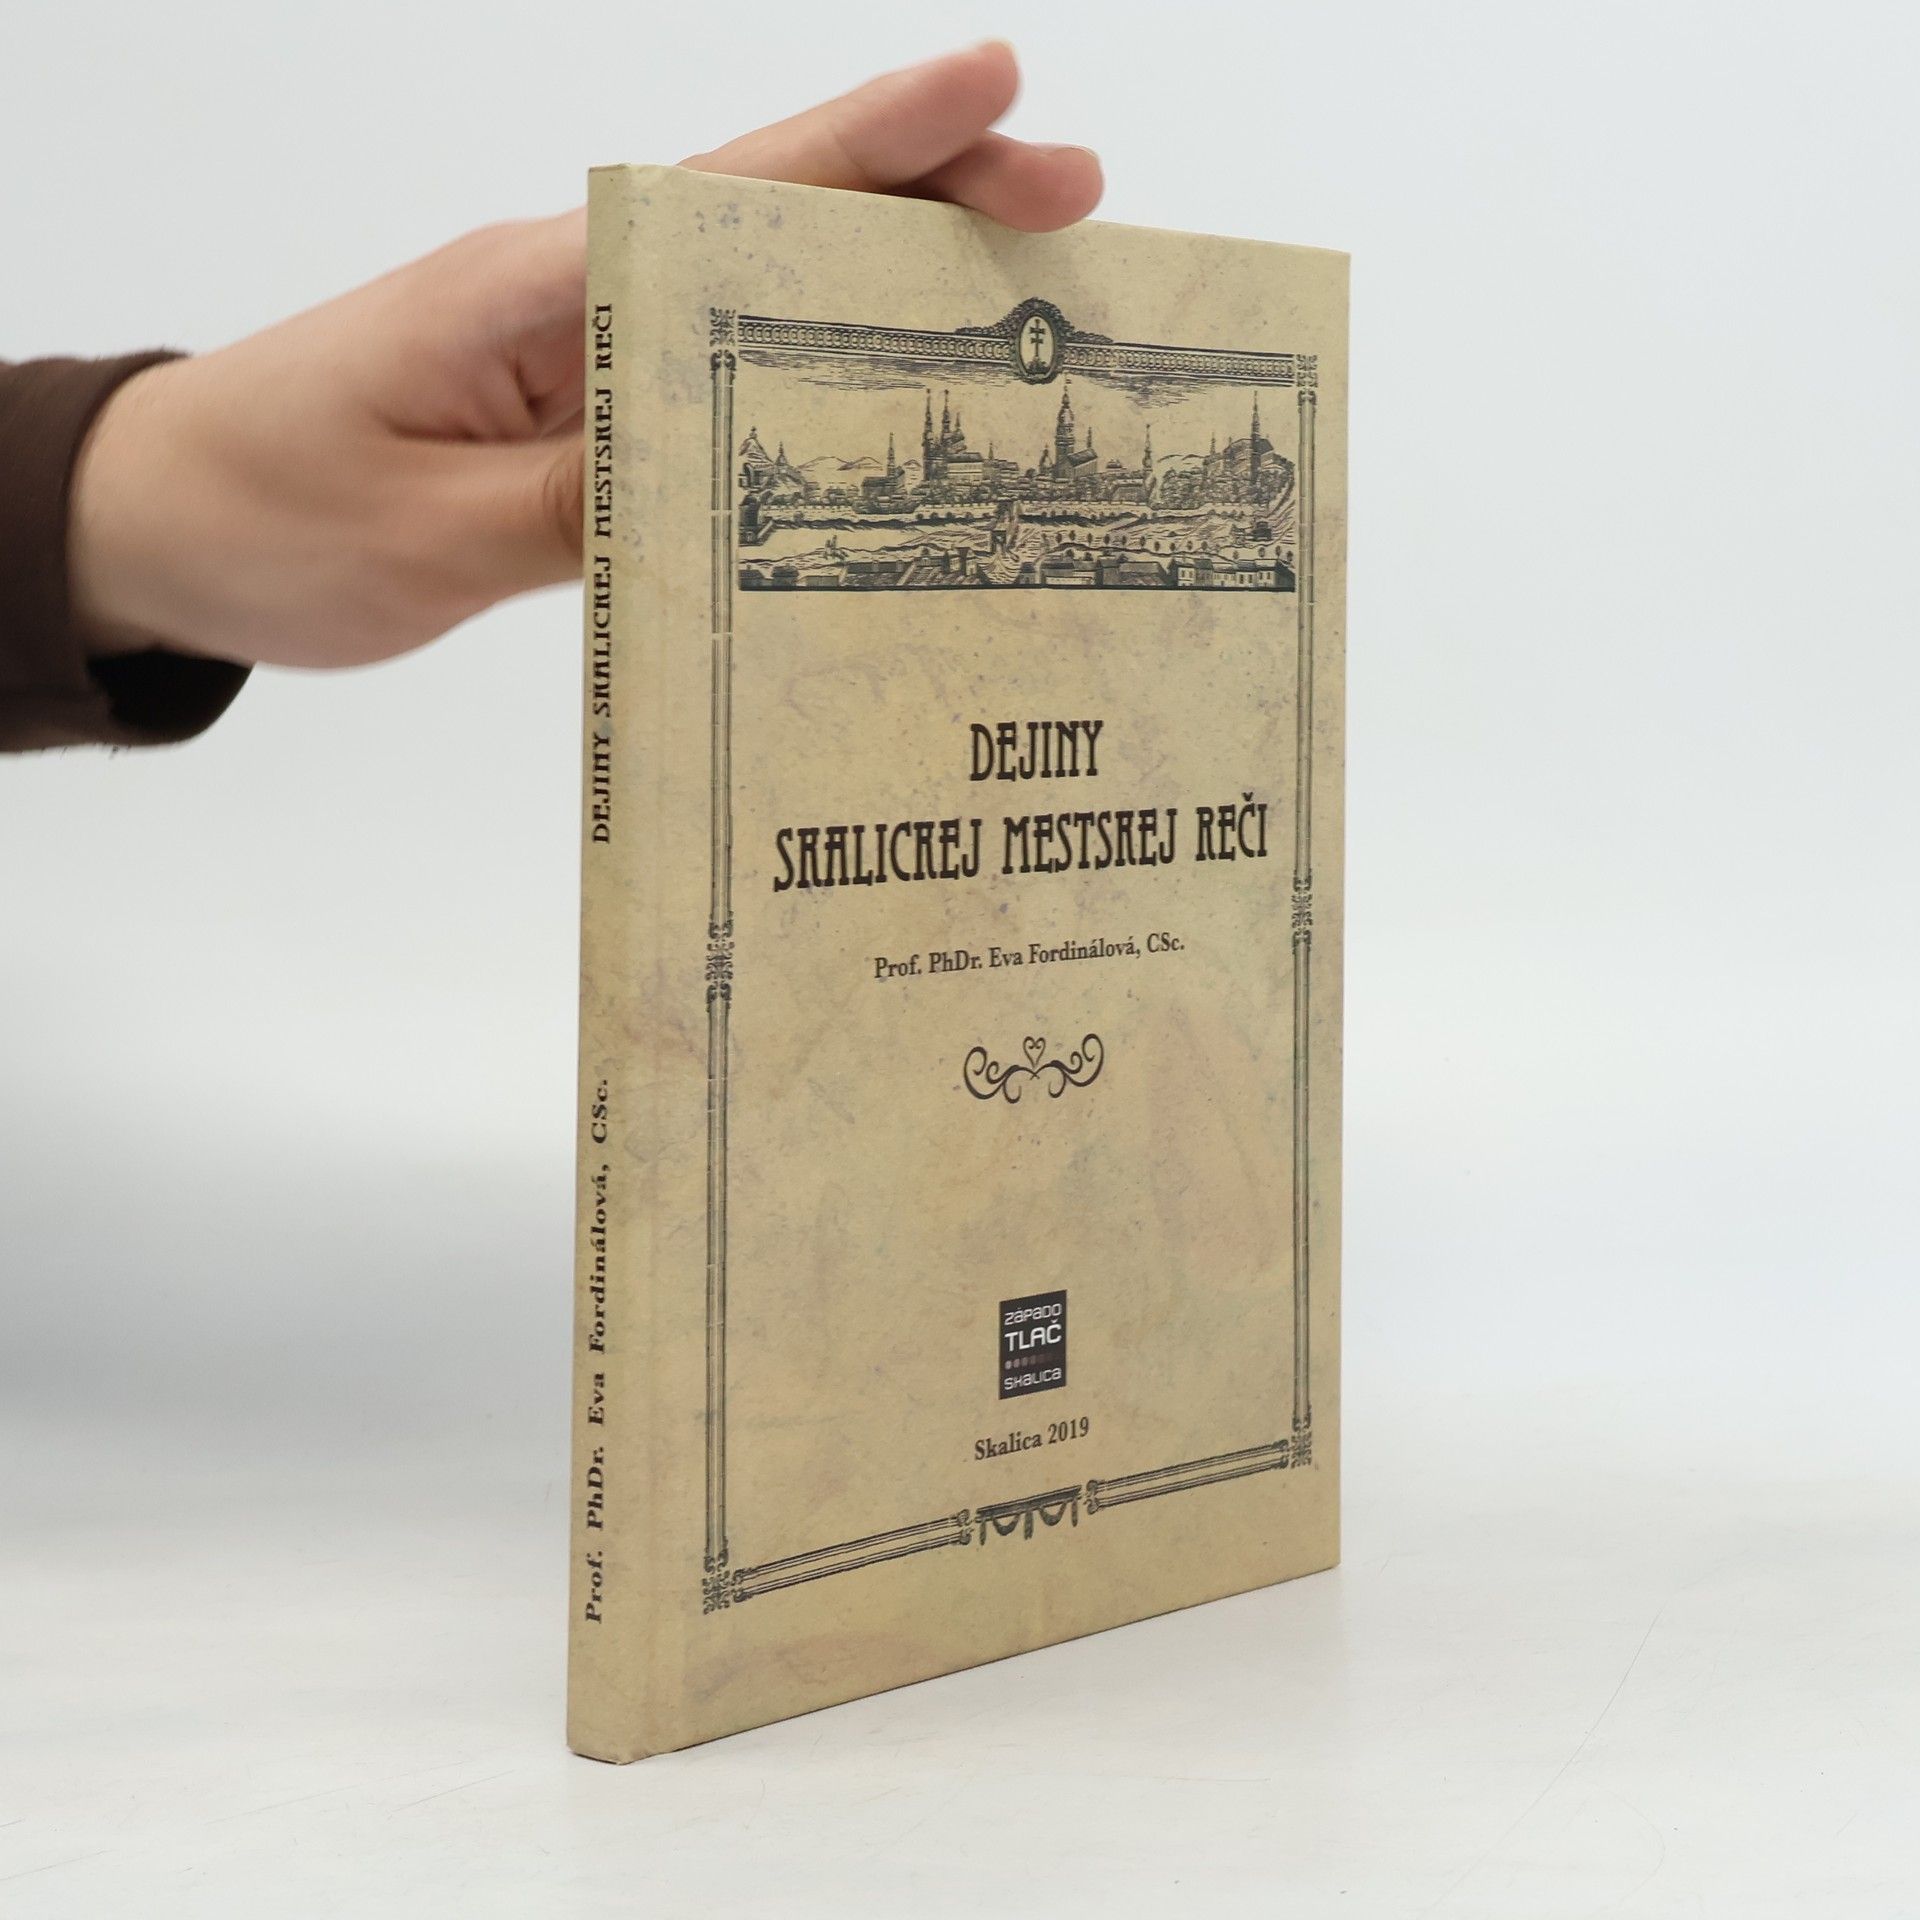 DEJINY SKALICKEJ MESTSKEJ REČI
Prof. PhDr. Eva Fordinálová, CSc.
DEJINY
SKALICKEJ MESTSKEJ REČI
Prof. PhDr. Eva Fordinálová, CSc.
západo
TLAČ
skalica
Skalica 2019